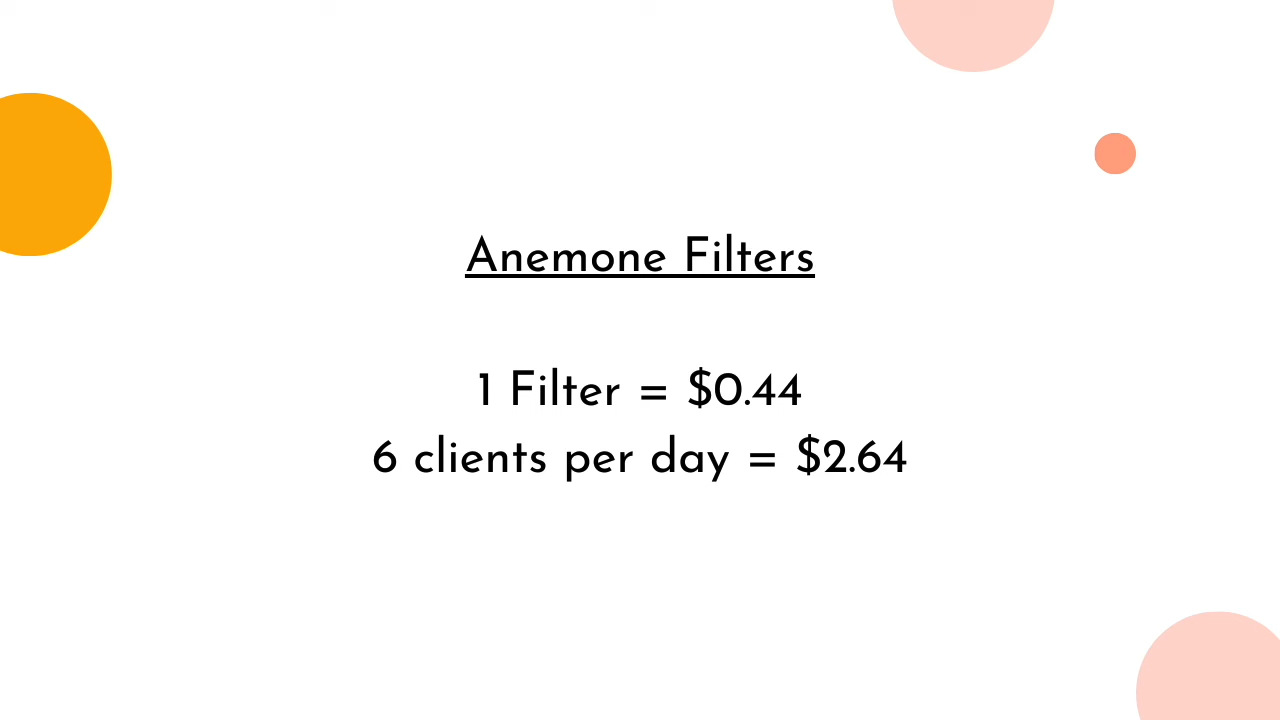 Anemone Filters
1 Filter = $0.44
6 clients per day = $2.64